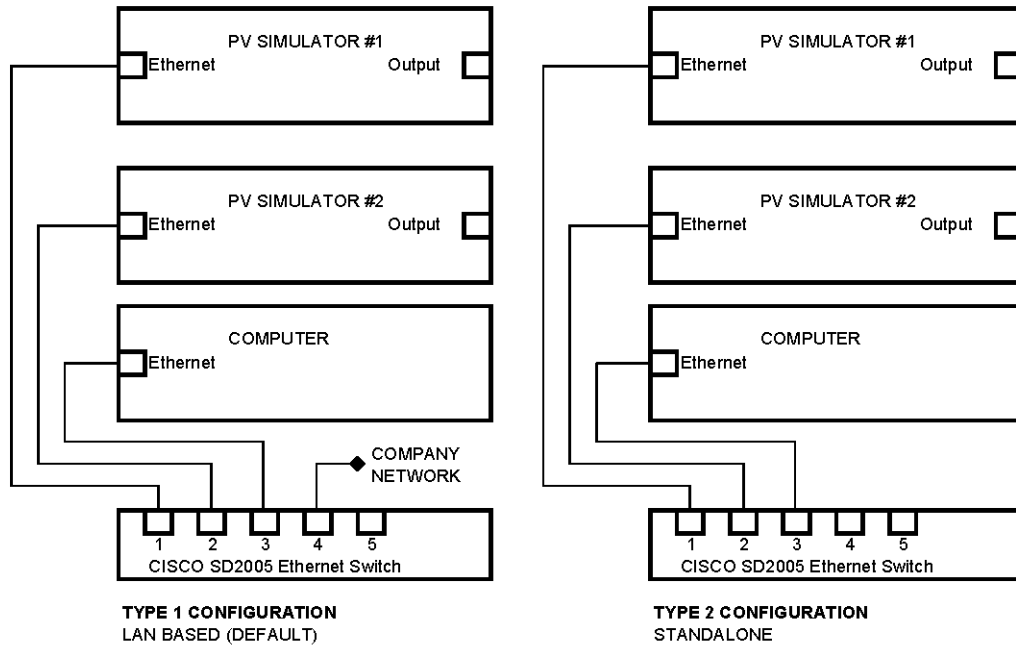 PV SIMULATOR #1
Ethernet Output
PV SIMULATOR #2
Ethernet Output
COMPUTER
Ethernet
COMPANY
NETWORK
1 2 3 4 5
CISCO SD2005 Ethernet Switch
TYPE 1 CONFIGURATION
LAN BASED (DEFAULT)
PV SIMULATOR #1
Ethernet Output
PV SIMULATOR #2
Ethernet Output
COMPUTER
Ethernet
1 2 3 4 5
CISCO SD2005 Ethernet Switch
TYPE 2 CONFIGURATION
STANDALONE